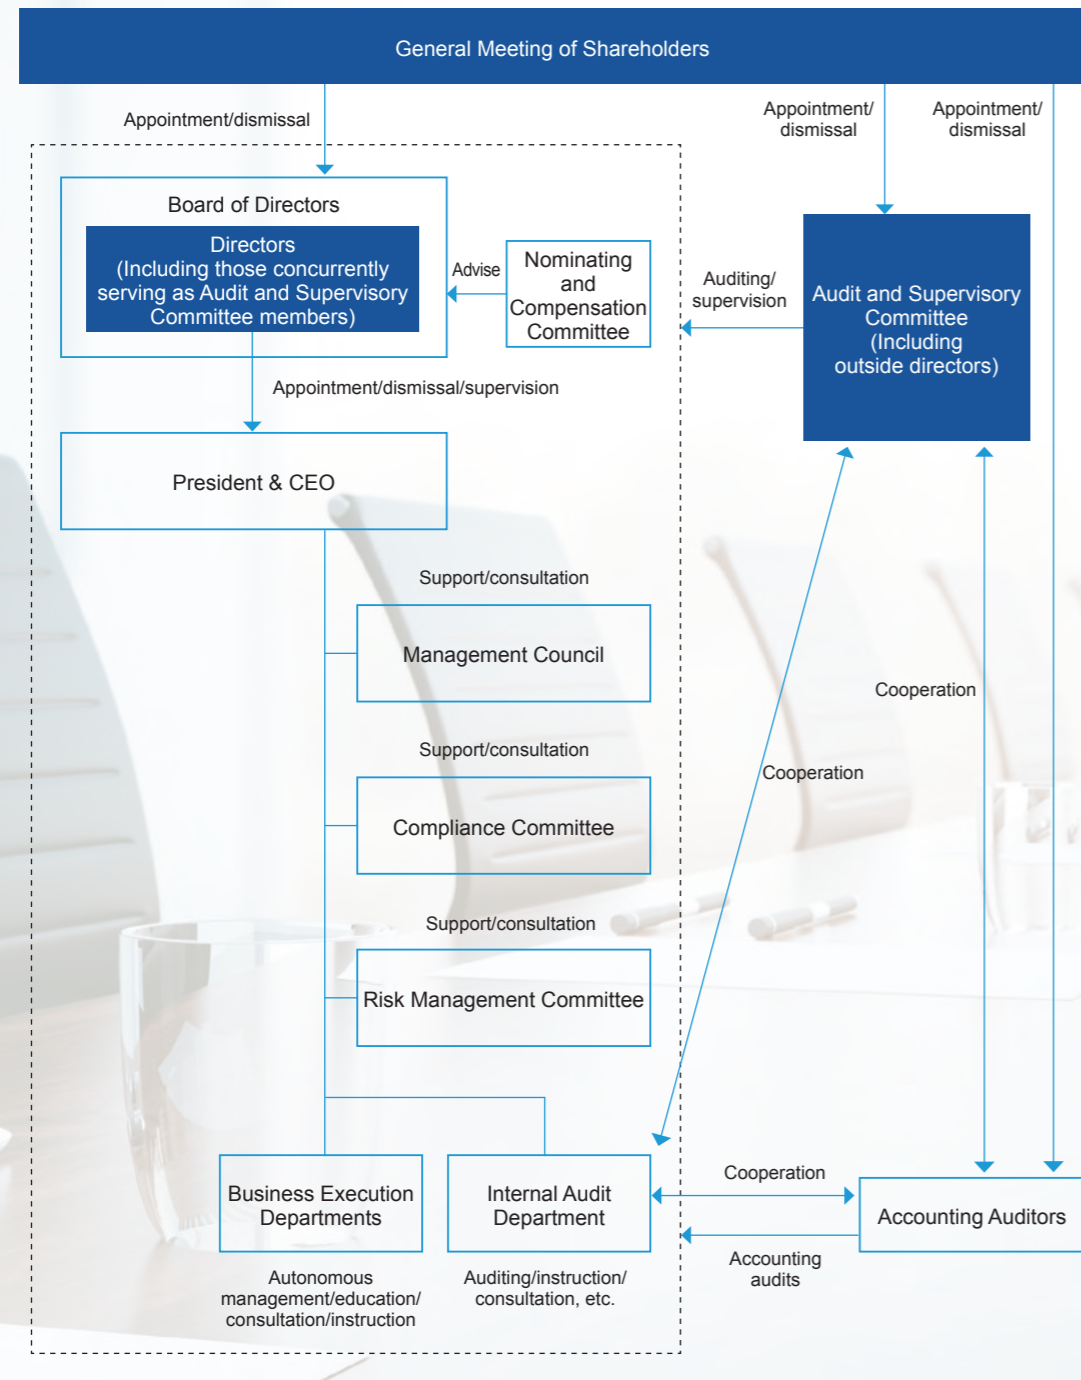 General Meeting of Shareholders
Appointment/dismissal
Appointment/
dismissal
Appointment/
dismissal
Board of Directors
Directors
(Including those concurrently
serving as Audit and Supervisory
Committee members)
Advise
Nominating
and
Compensation
Committee
Auditing/
supervision
Audit and Supervisory
Committee
(Including
outside directors)
Appointment/dismissal/supervision
President & CEO
Support/consultation
Management Council
Cooperation
Support/consultation
Cooperation
Compliance Committee
Support/consultation
Risk Management Committee
Business Execution
Departments
Internal Audit
Department
Cooperation
Accounting Auditors
Accounting
audits
Autonomous
management/education/
consultation/instruction
Auditing/instruction/
consultation, etc.